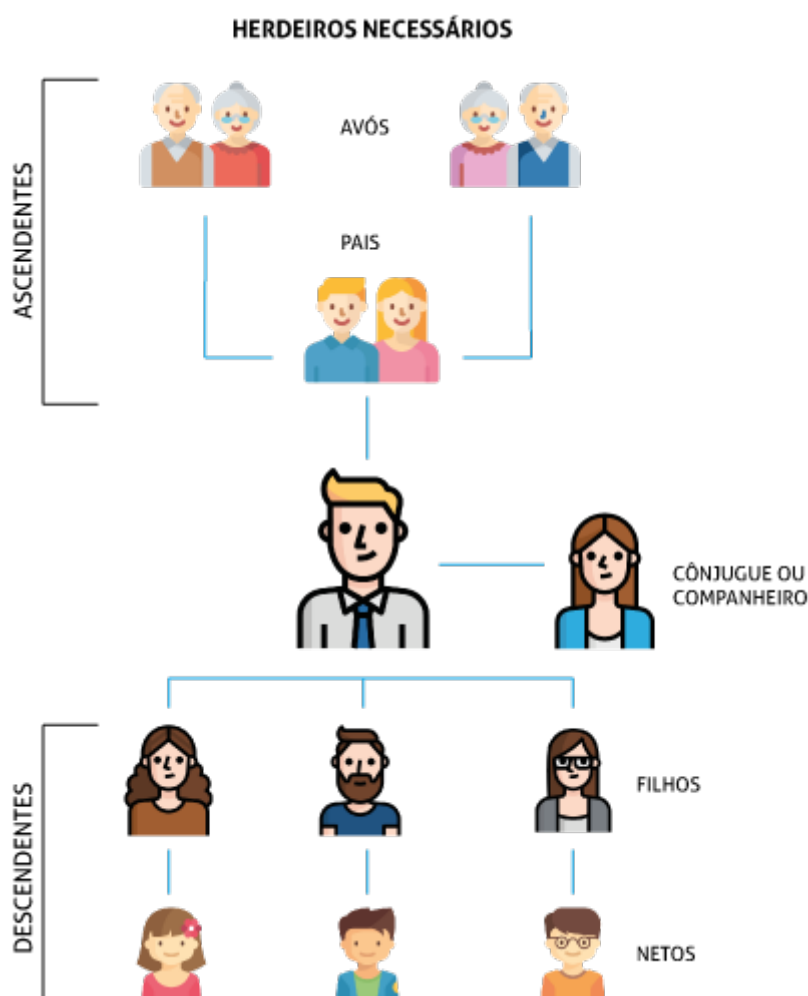 HERDEIROS NECESSÁRIOS
ASCENDENTES
AVÓS
PAIS
CÔNJUGUE OU
COMPANHEIRO
DESCENDENTES
FILHOS
NETOS